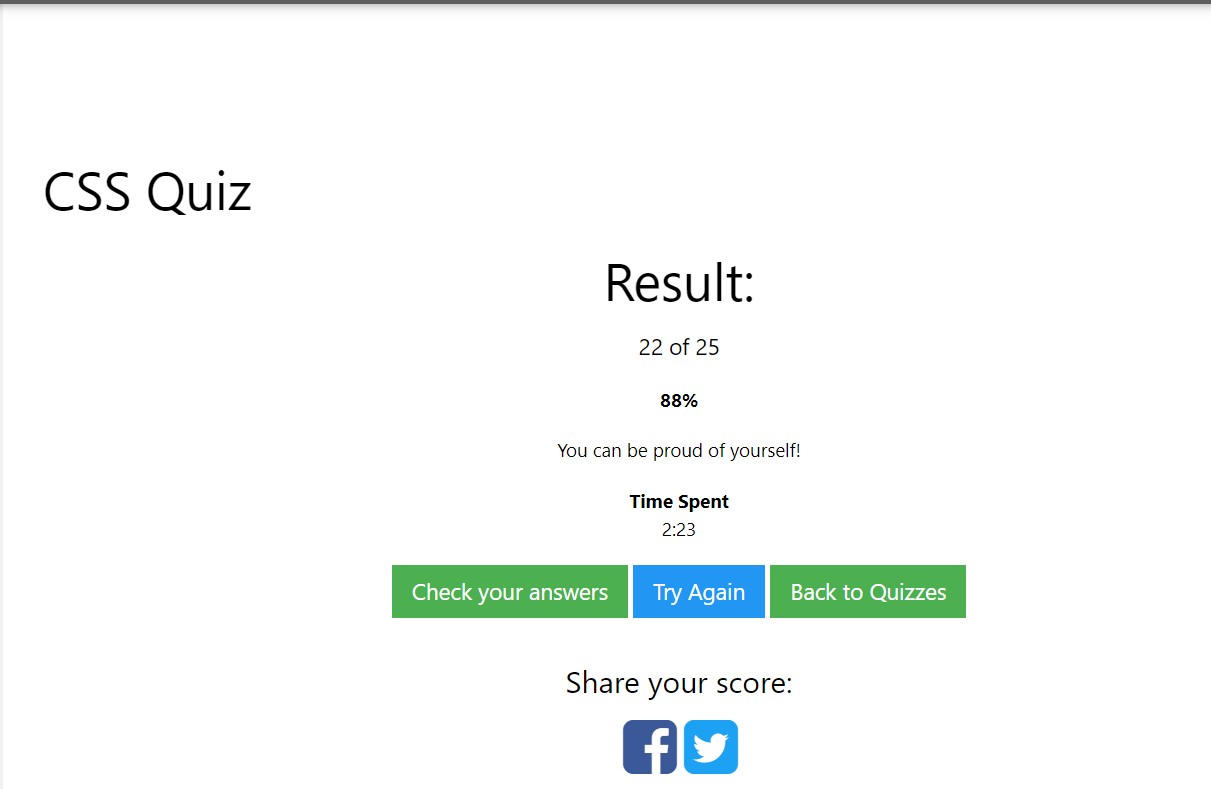 CSS Quiz
Result:
22 of 25
88%
You can be proud of yourself!
Time Spent
2:23
Check your answers Try Again Back to Quizzes
Share your score: